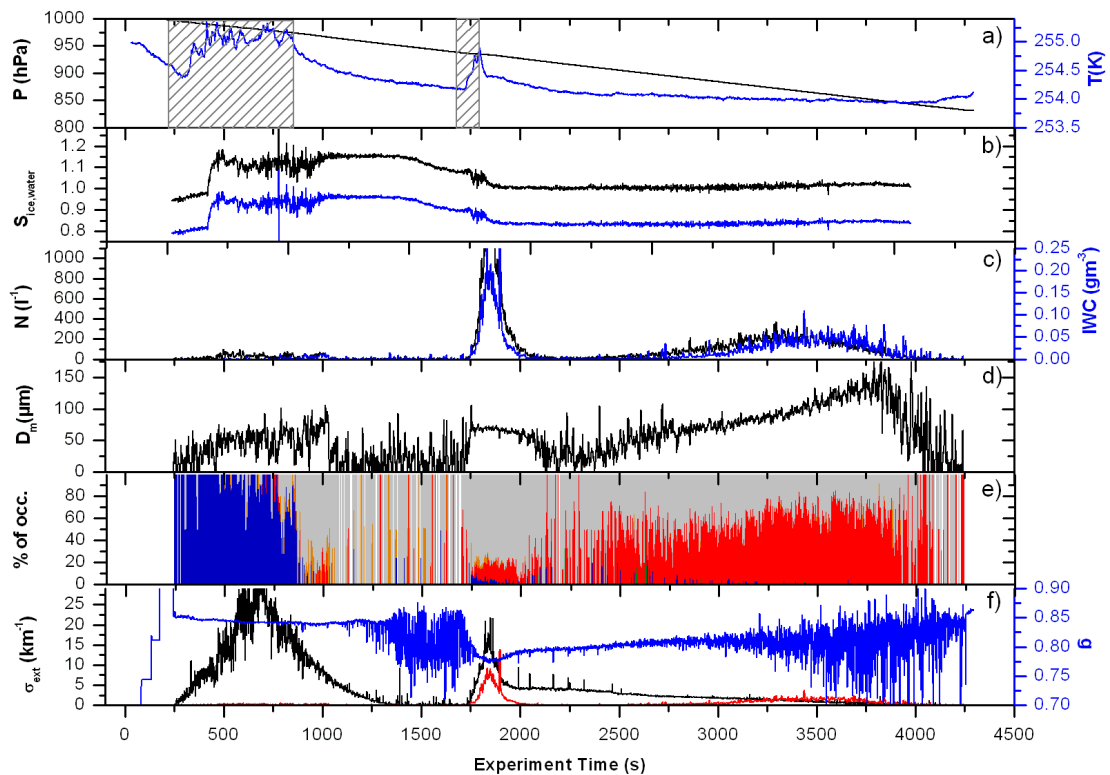 1000
950
900
850
800
P (hPa)
a)
255.0
254.5
254.0
253.5
T(K)
1.2
1.1
1.0
0.9
0.8
S ice,water
b)
1000
800
600
400
200
0
N (l⁻¹)
c)
0.25
0.20
0.15
0.10
0.05
0.00
IWC (gm⁻³)
150
100
50
0
Dm(µm)
d)
80
60
40
20
0
% of occ.
e)
25
20
15
10
5
0
σext (km⁻¹)
f)
0.90
0.85
0.80
0.75
0.70
g
0 500 1000 1500 2000 2500 3000 3500 4000 4500
Experiment Time (s)